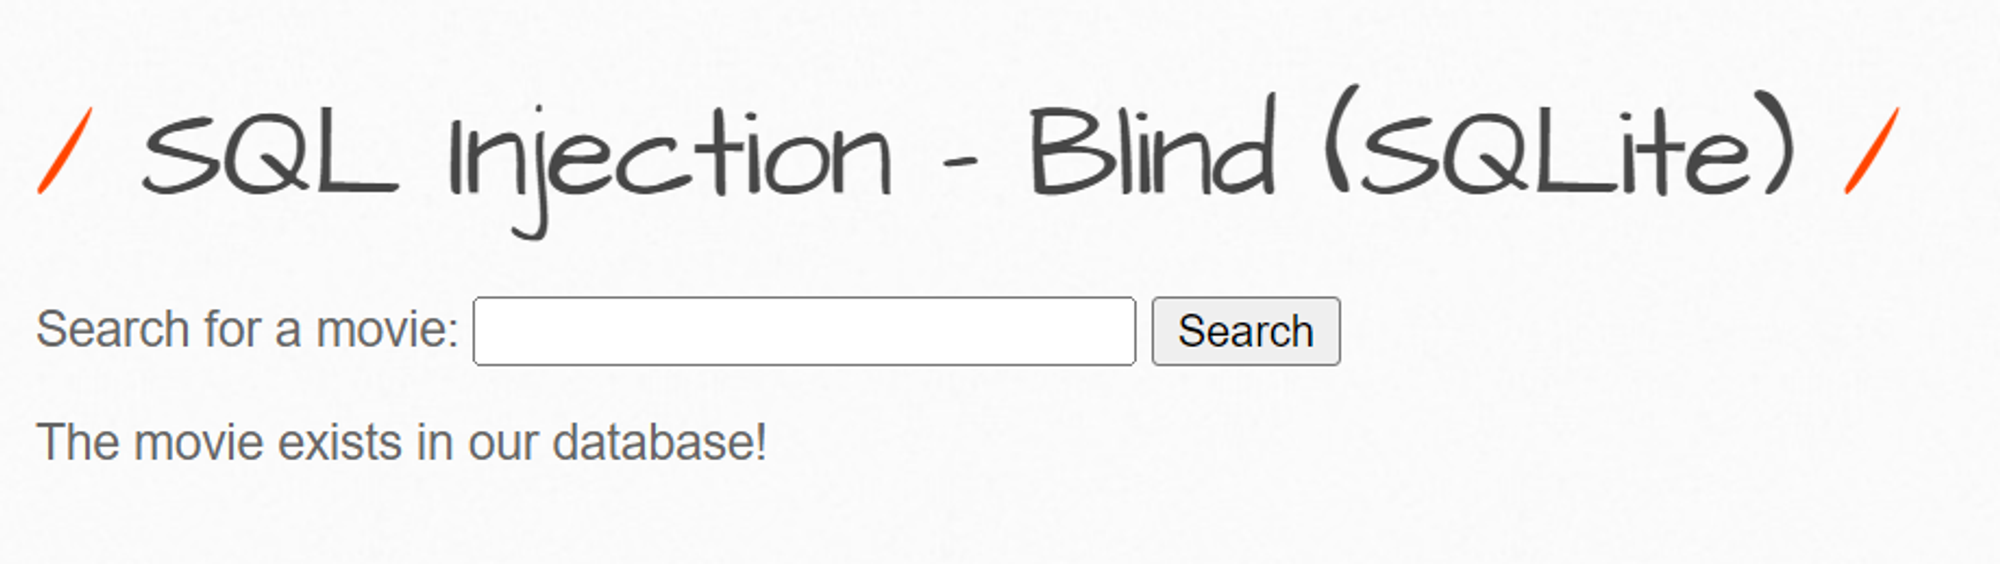 / SQL Injection - Blind (SQLite) /
Search for a movie: Search
The movie exists in our database!